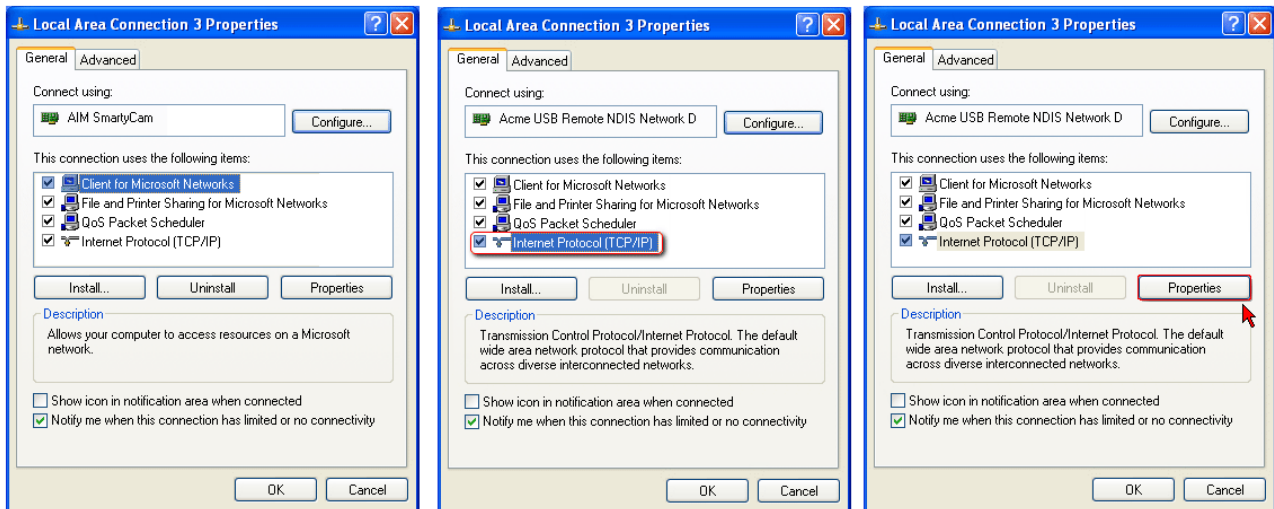 Local Area Connection 3 Properties
General Advanced
Connect using:
AIM SmartyCam
Configure...
This connection uses the following items:
Client for Microsoft Networks
File and Printer Sharing for Microsoft Networks
QoS Packet Scheduler
Internet Protocol (TCP/IP)
Install... Uninstall Properties
Description
Allows your computer to access resources on a Microsoft
network.
Show icon in notification area when connected
Notify me when this connection has limited or no connectivity
OK Cancel
Local Area Connection 3 Properties
General Advanced
Connect using:
Acme USB Remote NDIS Network D
Configure...
This connection uses the following items:
Client for Microsoft Networks
File and Printer Sharing for Microsoft Networks
QoS Packet Scheduler
Internet Protocol (TCP/IP)
Install... Uninstall Properties
Description
Transmission Control Protocol/Internet Protocol. The default
wide area network protocol that provides communication
across diverse interconnected networks.
Show icon in notification area when connected
Notify me when this connection has limited or no connectivity
OK Cancel
Local Area Connection 3 Properties
General Advanced
Connect using:
Acme USB Remote NDIS Network D
Configure...
This connection uses the following items:
Client for Microsoft Networks
File and Printer Sharing for Microsoft Networks
QoS Packet Scheduler
Internet Protocol (TCP/IP)
Install... Uninstall Properties
Description
Transmission Control Protocol/Internet Protocol. The default
wide area network protocol that provides communication
across diverse interconnected networks.
Show icon in notification area when connected
Notify me when this connection has limited or no connectivity
OK Cancel